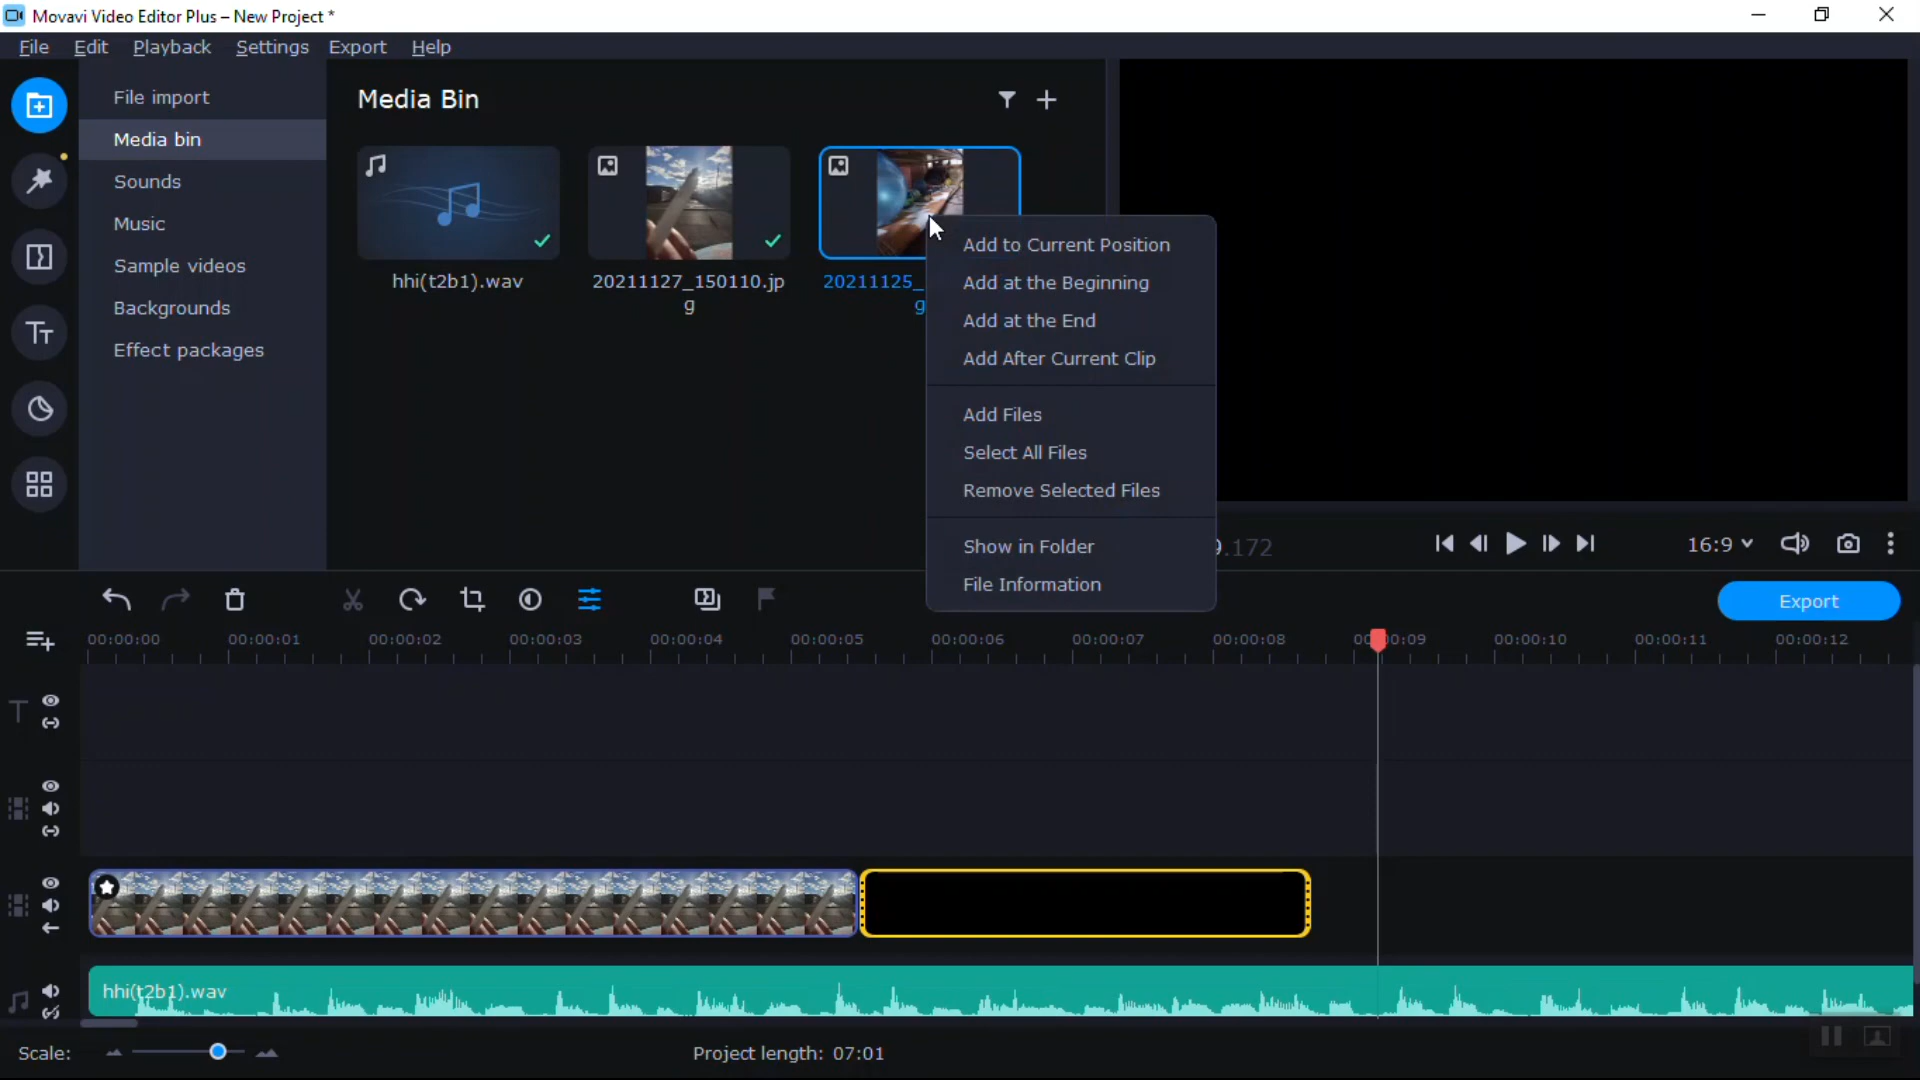 Movavi Video Editor Plus – New Project *
File Edit Playback Settings Export Help
File import
Media bin
Sounds
Music
Sample videos
Backgrounds
Effect packages
Media Bin
hhi(t2b1).wav
20211127_150110.jp
g
20211125_
g
Add to Current Position
Add at the Beginning
Add at the End
Add After Current Clip
Add Files
Select All Files
Remove Selected Files
Show in Folder
File Information
.172
16:9
Export
00:00:00 00:00:01 00:00:02 00:00:03 00:00:04 00:00:05 00:00:06 00:00:07 00:00:08 00:00:09 00:00:10 00:00:11 00:00:12
hhi(t2b1).wav
Scale:
Project length: 07:01